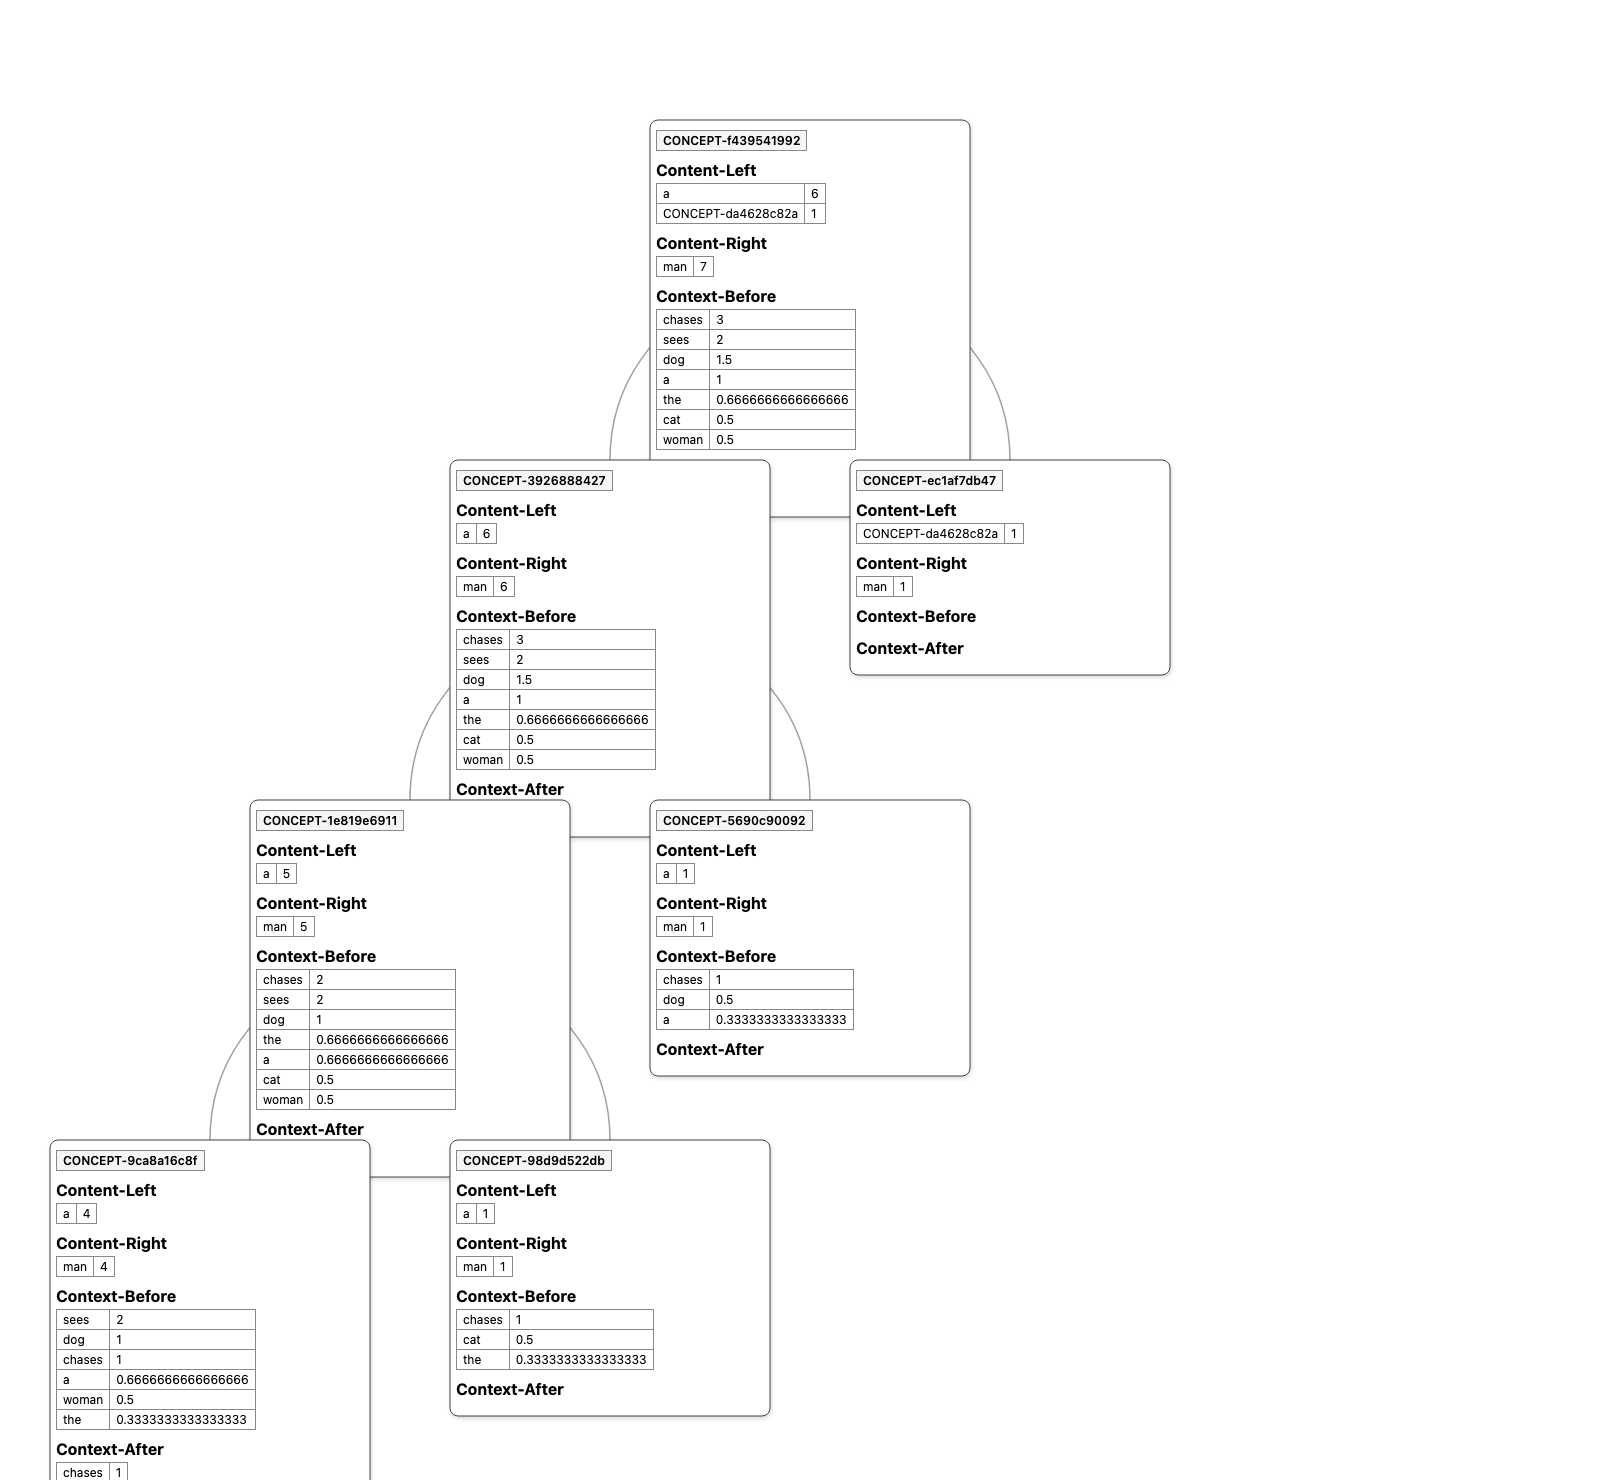 CONCEPT-f439541992
Content-Left
a 6
CONCEPT-da4628c82a 1
Content-Right
man 7
Context-Before
chases 3
sees 2
dog 1.5
a 1
the 0.6666666666666666
cat 0.5
woman 0.5
CONCEPT-3926888427
Content-Left
a 6
Content-Right
man 6
Context-Before
chases 3
sees 2
dog 1.5
a 1
the 0.6666666666666666
cat 0.5
woman 0.5
Context-After
CONCEPT-ec1af7db47
Content-Left
CONCEPT-da4628c82a 1
Content-Right
man 1
Context-Before
Context-After
CONCEPT-1e819e6911
Content-Left
a 5
Content-Right
man 5
Context-Before
chases 2
sees 2
dog 1
the 0.6666666666666666
a 0.6666666666666666
cat 0.5
woman 0.5
Context-After
CONCEPT-5690c90092
Content-Left
a 1
Content-Right
man 1
Context-Before
chases 1
dog 0.5
a 0.3333333333333333
Context-After
CONCEPT-9ca8a16c8f
Content-Left
a 4
Content-Right
man 4
Context-Before
sees 2
dog 1
chases 1
a 0.6666666666666666
woman 0.5
the 0.3333333333333333
Context-After
chases 1
CONCEPT-98d9d522db
Content-Left
a 1
Content-Right
man 1
Context-Before
chases 1
cat 0.5
the 0.3333333333333333
Context-After